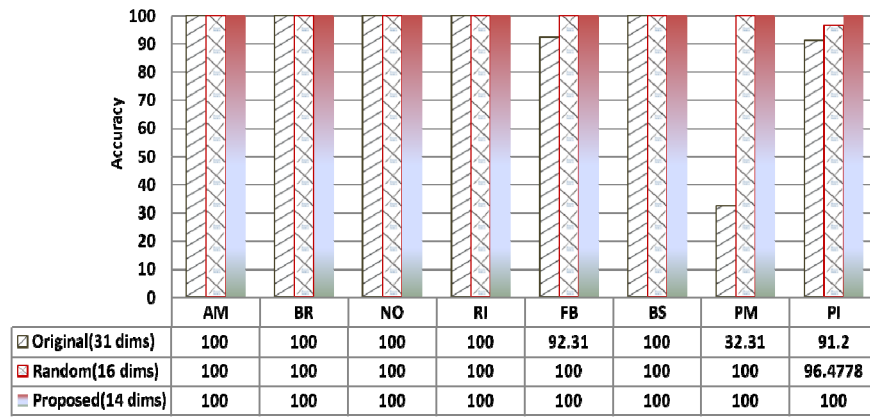 100
90
80
70
60
50
40
30
20
10
0
Accuracy
AM BR NO RI FB BS PM PI
Original(31 dims) 100 100 100 100 92.31 100 32.31 91.2
Random(16 dims) 100 100 100 100 100 100 100 96.4778
Proposed(14 dims) 100 100 100 100 100 100 100 100